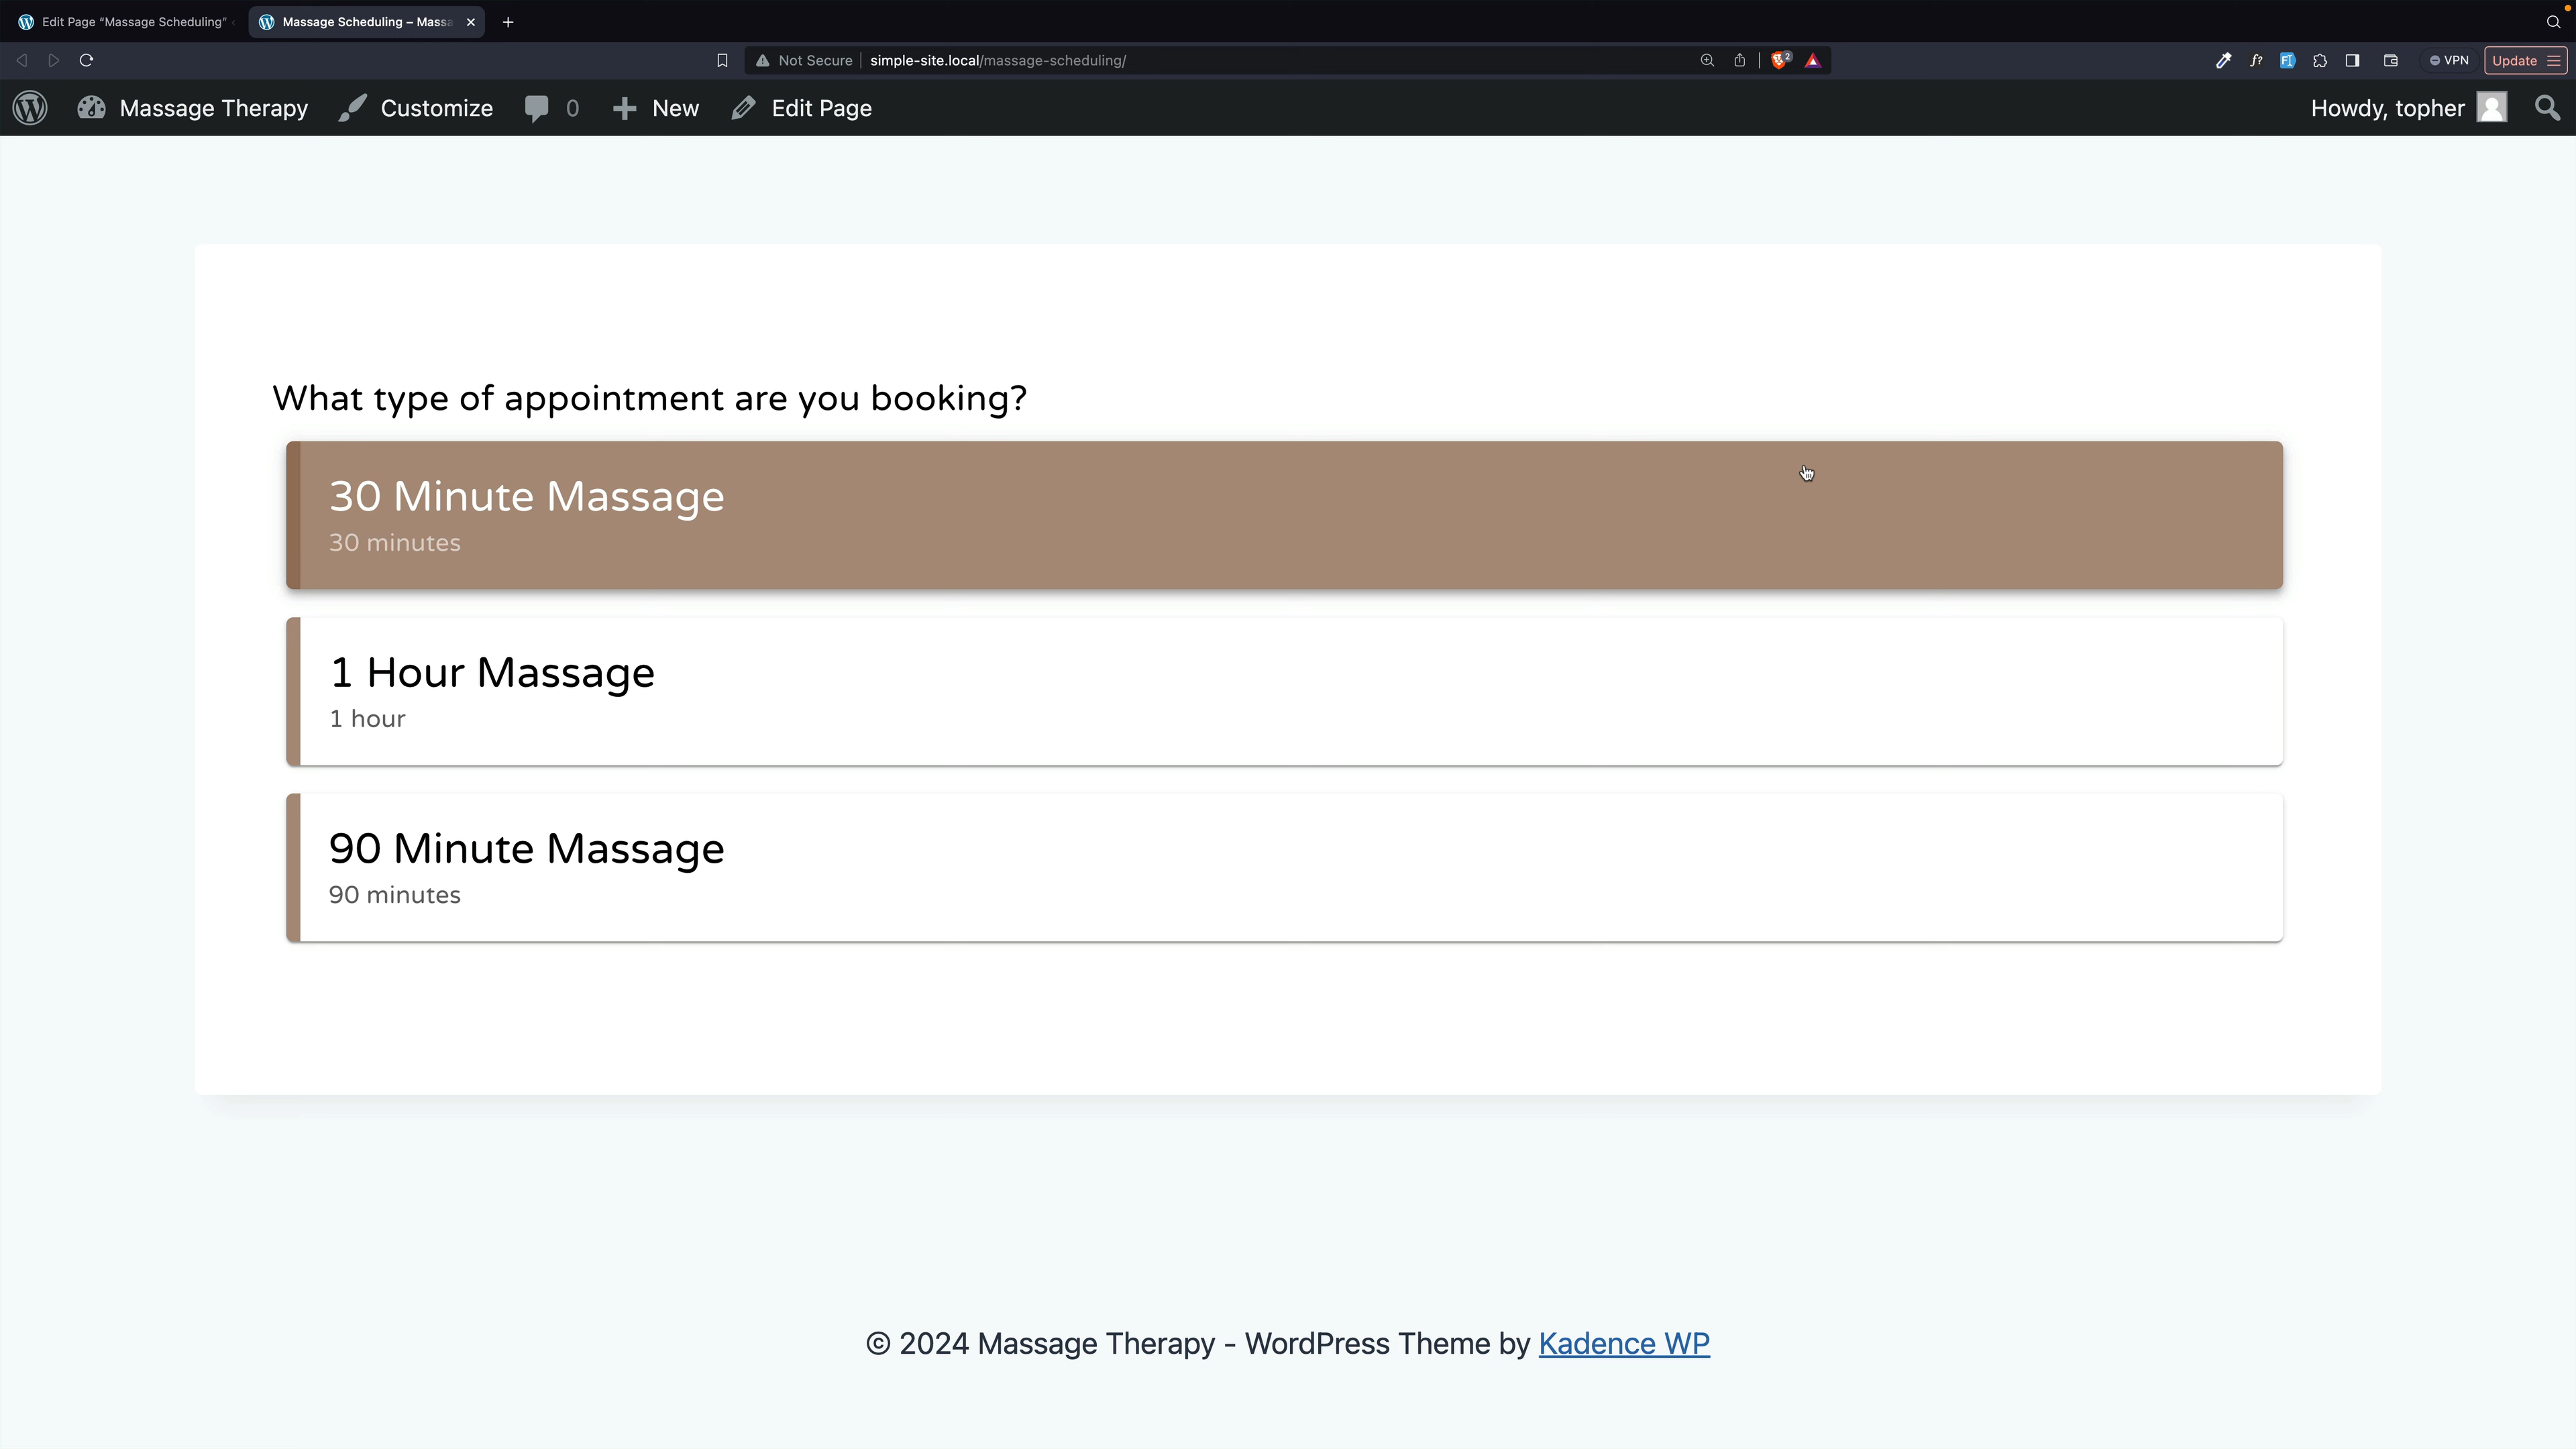 Edit Page “Massage Scheduling”
Massage Scheduling – Massa
Not Secure simple-site.local/massage-scheduling/
2
f?
FI
VPN
Update
Massage Therapy
Customize
0
New
Edit Page
Howdy, topher
What type of appointment are you booking?
30 Minute Massage
30 minutes
1 Hour Massage
1 hour
90 Minute Massage
90 minutes
© 2024 Massage Therapy - WordPress Theme by Kadence WP